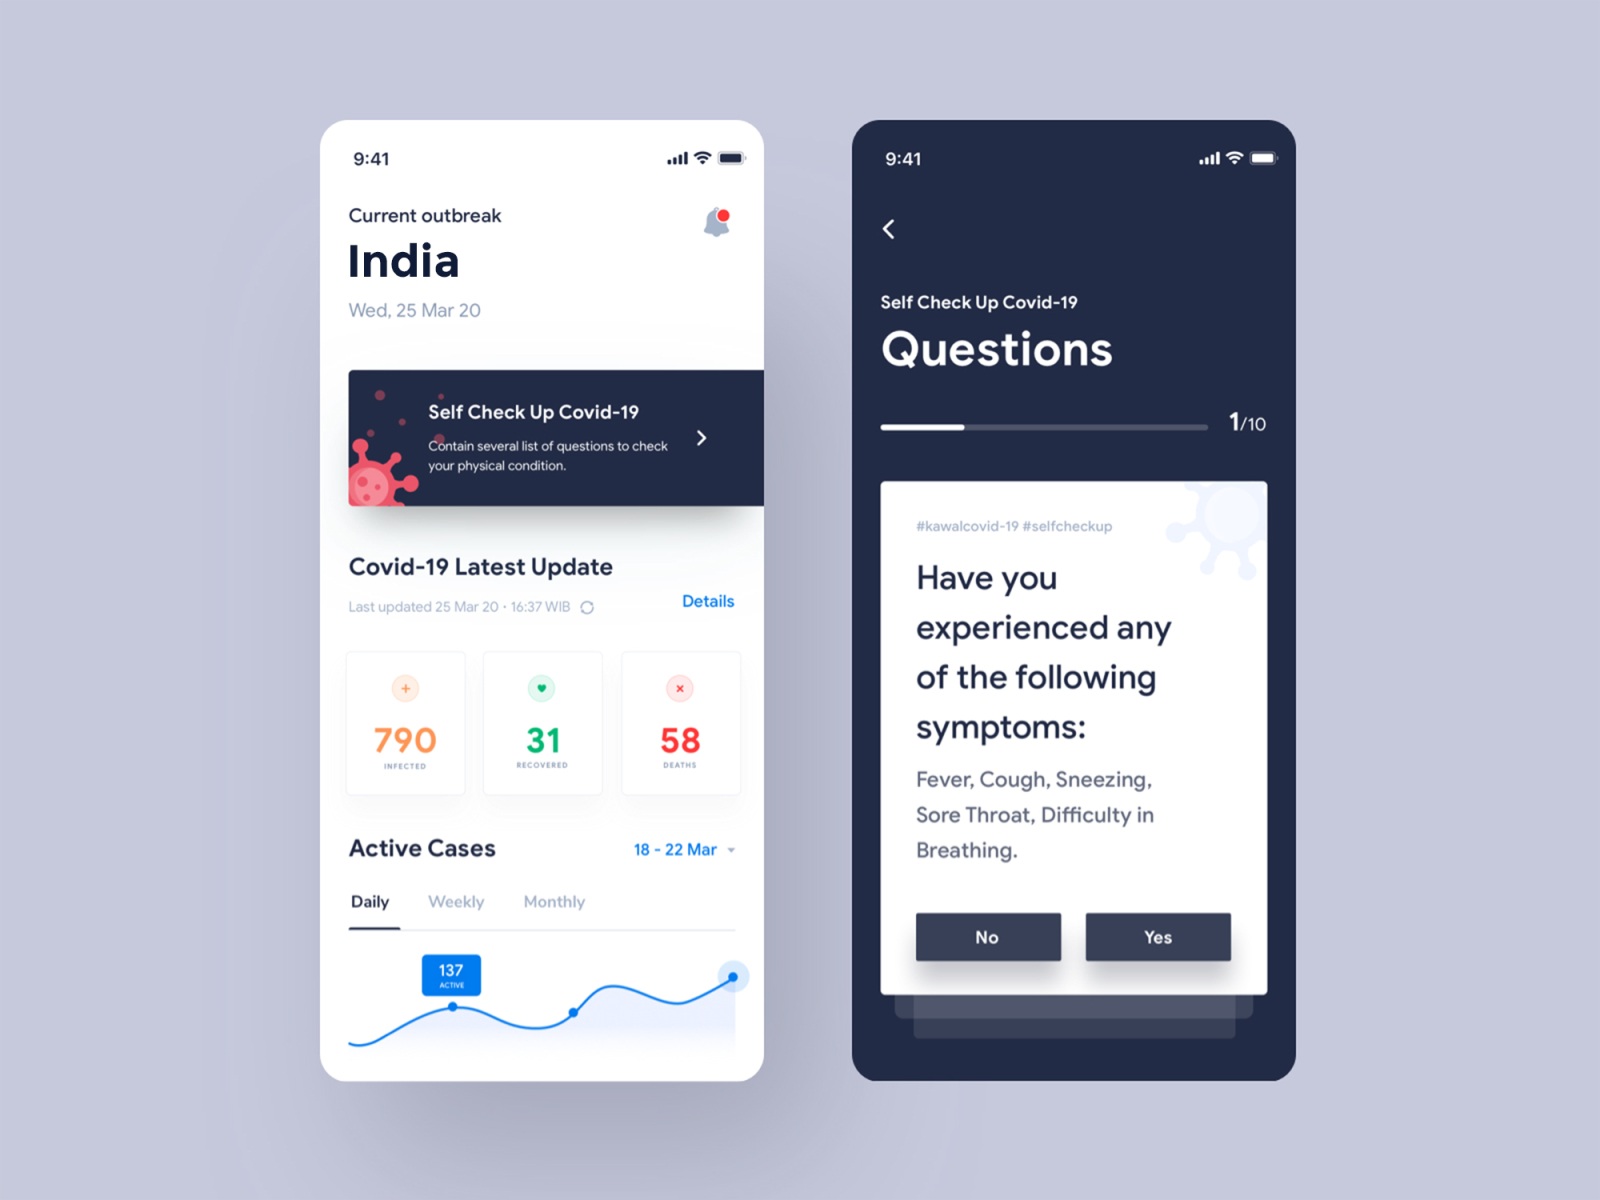 9:41
Current outbreak
India
Wed, 25 Mar 20
Self Check Up Covid-19
Contain several list of questions to check
your physical condition.
Covid-19 Latest Update
Last updated 25 Mar 20 • 16:37 WIB
Details
790
INFECTED
31
RECOVERED
58
DEATHS
Active Cases
18 - 22 Mar
Daily
Weekly
Monthly
137
ACTIVE
9:41
Self Check Up Covid-19
Questions
1/10
#kawalcovid-19 #selfcheckup
Have you
experienced any
of the following
symptoms:
Fever, Cough, Sneezing,
Sore Throat, Difficulty in
Breathing.
No
Yes